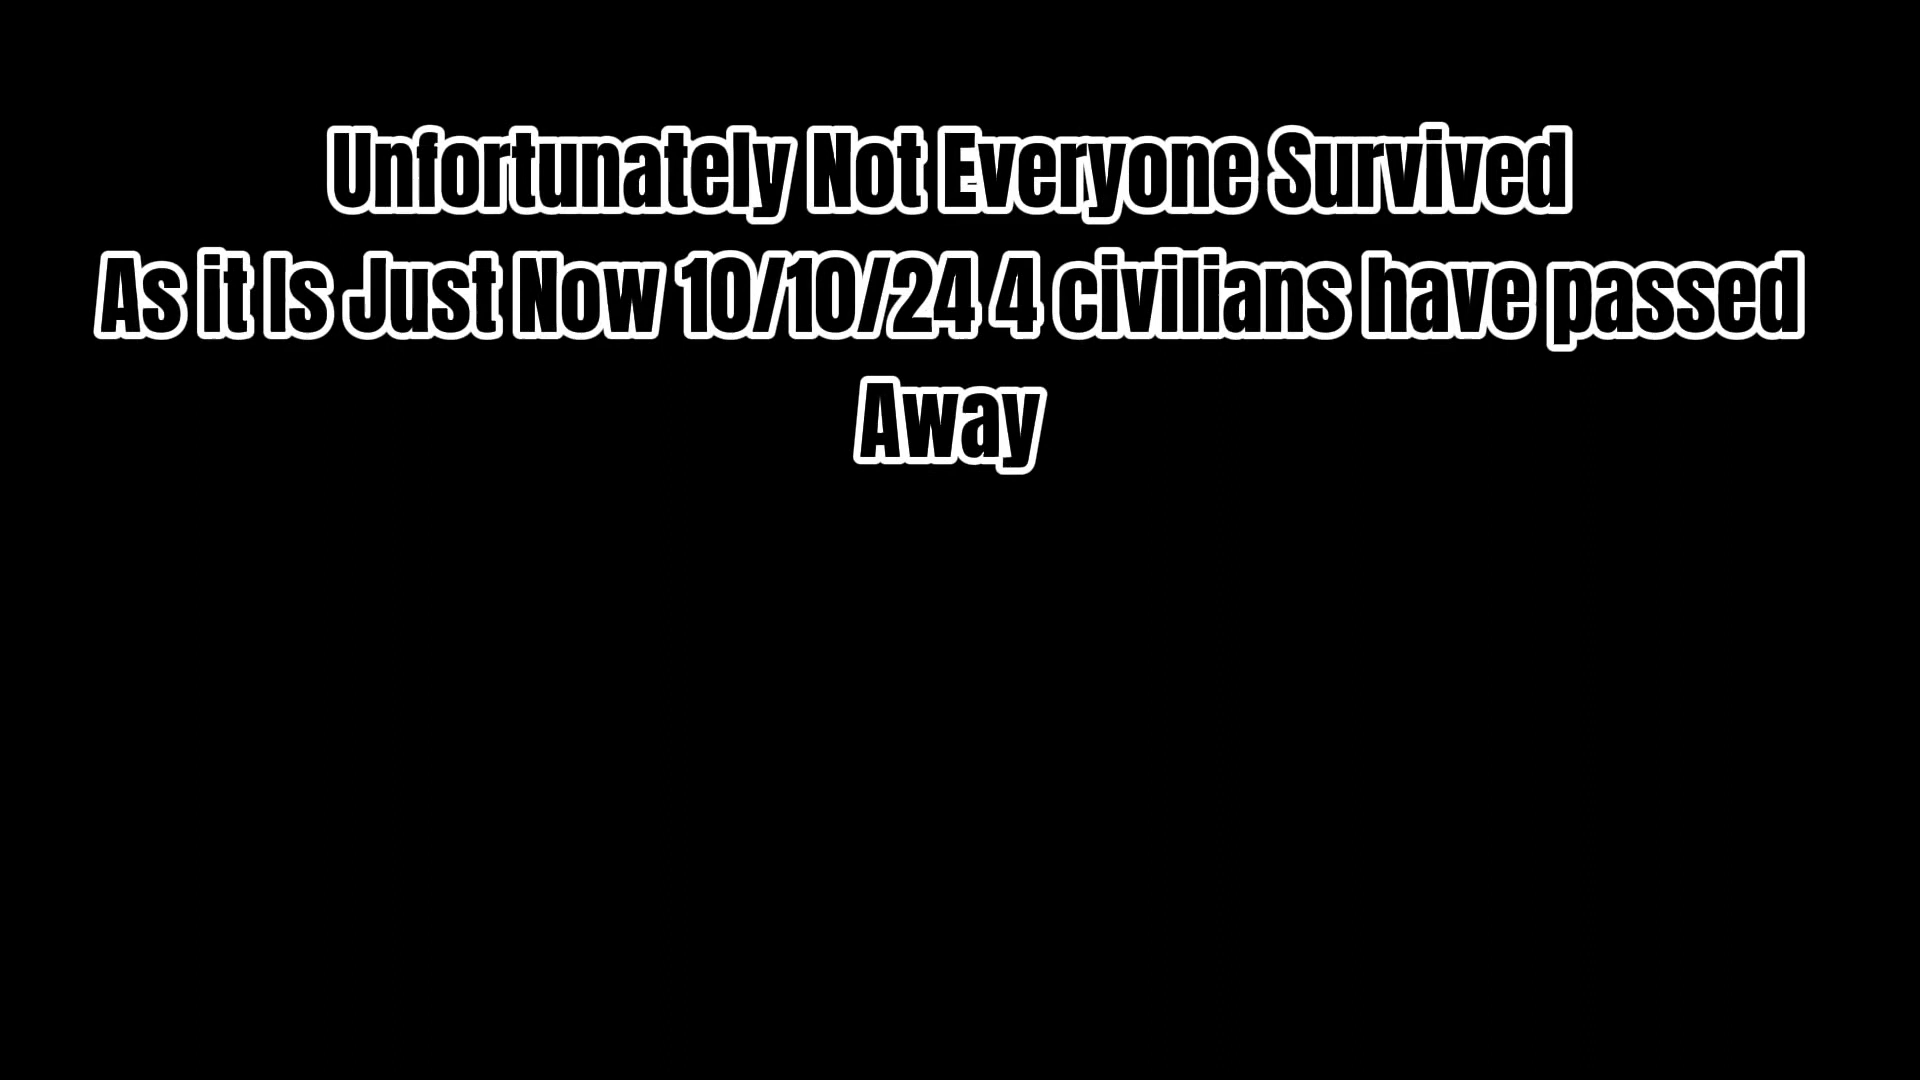 Unfortunately Not Everyone Survived
As it Is Just Now 10/10/24 4 civilians have passed
Away